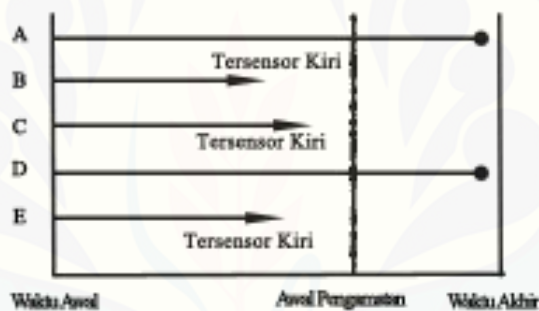 A
Tersensor Kiri
B
C
Tersensor Kiri
D
E
Tersensor Kiri
Waktu Awal Awal Pengamatan Waktu Akhir